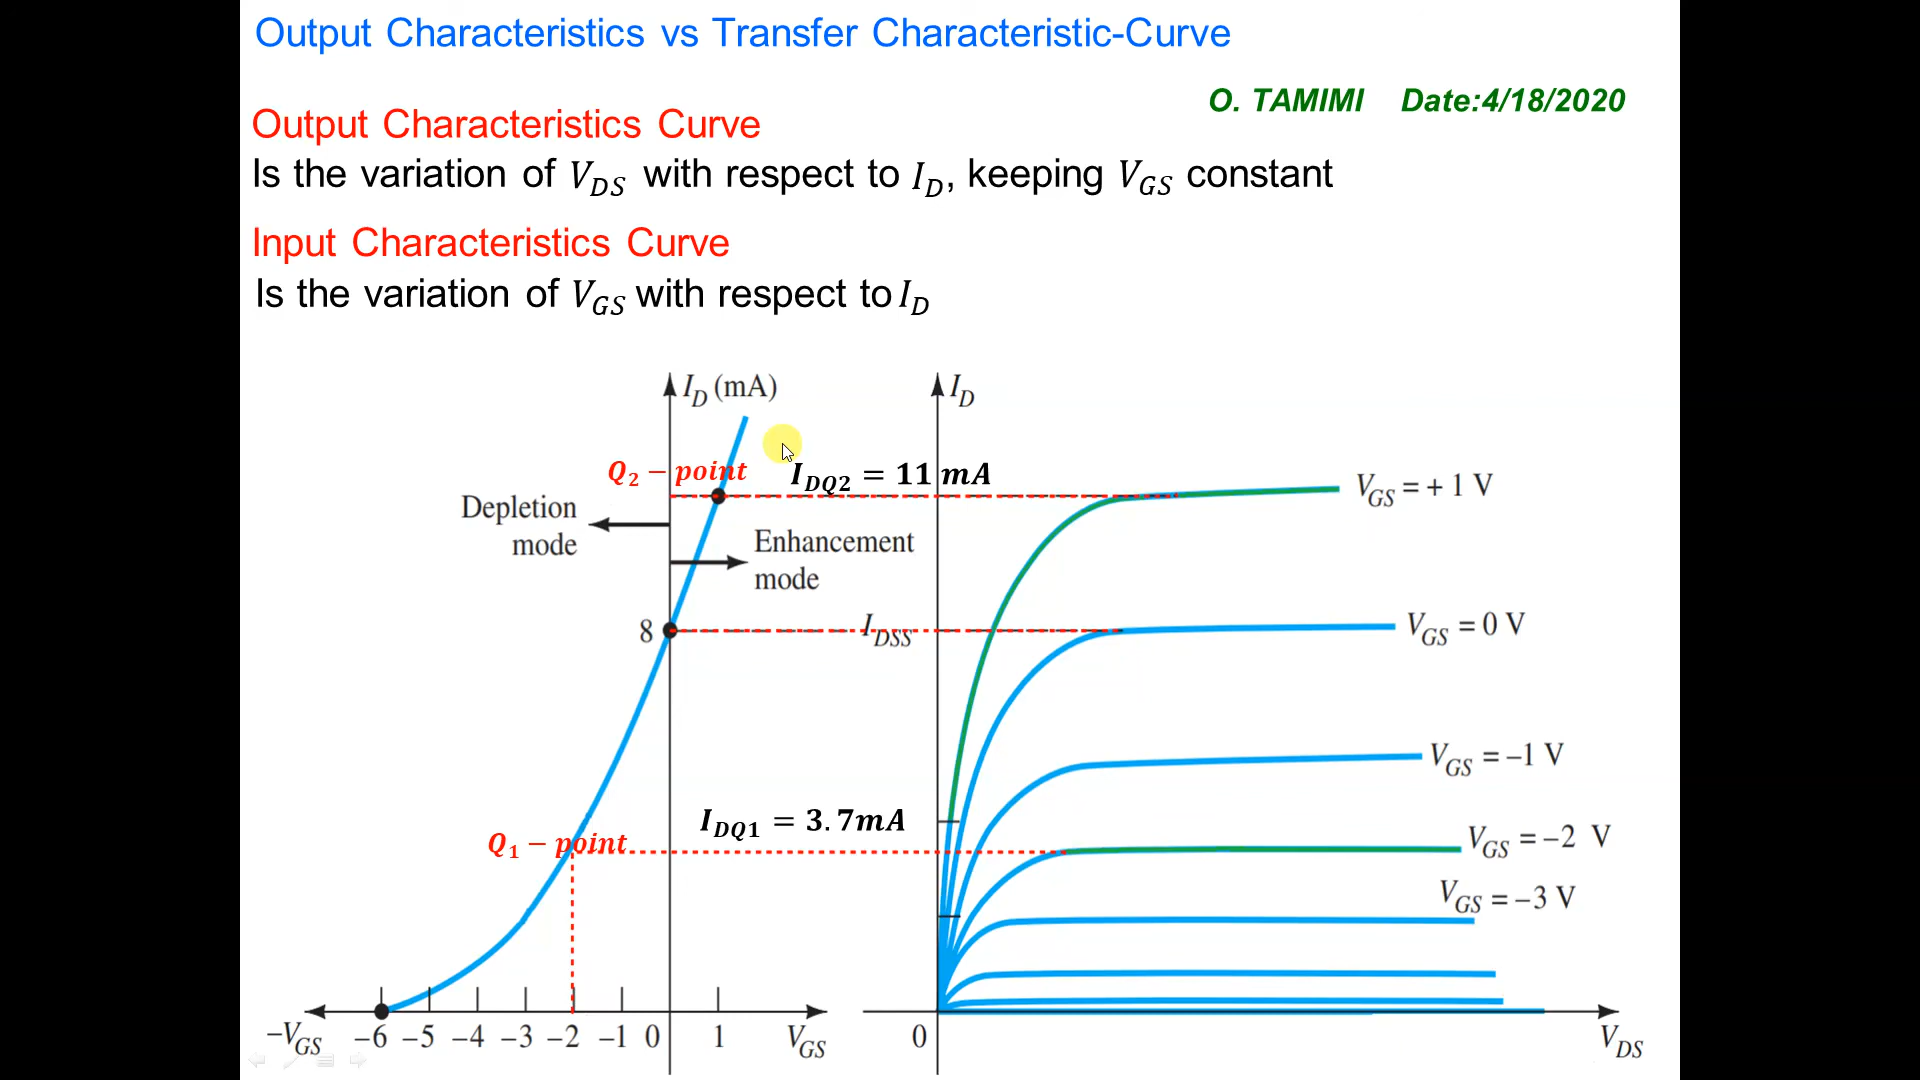 Output Characteristics vs Transfer Characteristic-Curve
O. TAMIMI Date:4/18/2020
Output Characteristics Curve
Is the variation of V_DS with respect to I_D, keeping V_GS constant
Input Characteristics Curve
Is the variation of V_GS with respect to I_D
I_D (mA)
I_D
Q_2 − point
I_DQ2 = 11 mA
V_GS = + 1 V
Depletion
mode
Enhancement
mode
8
I_DSS
V_GS = 0 V
V_GS = –1 V
I_DQ1 = 3.7mA
Q_1 − point
V_GS = –2 V
V_GS = –3 V
–V_GS –6 –5 –4 –3 –2 –1 0 1 V_GS
0 V_DS